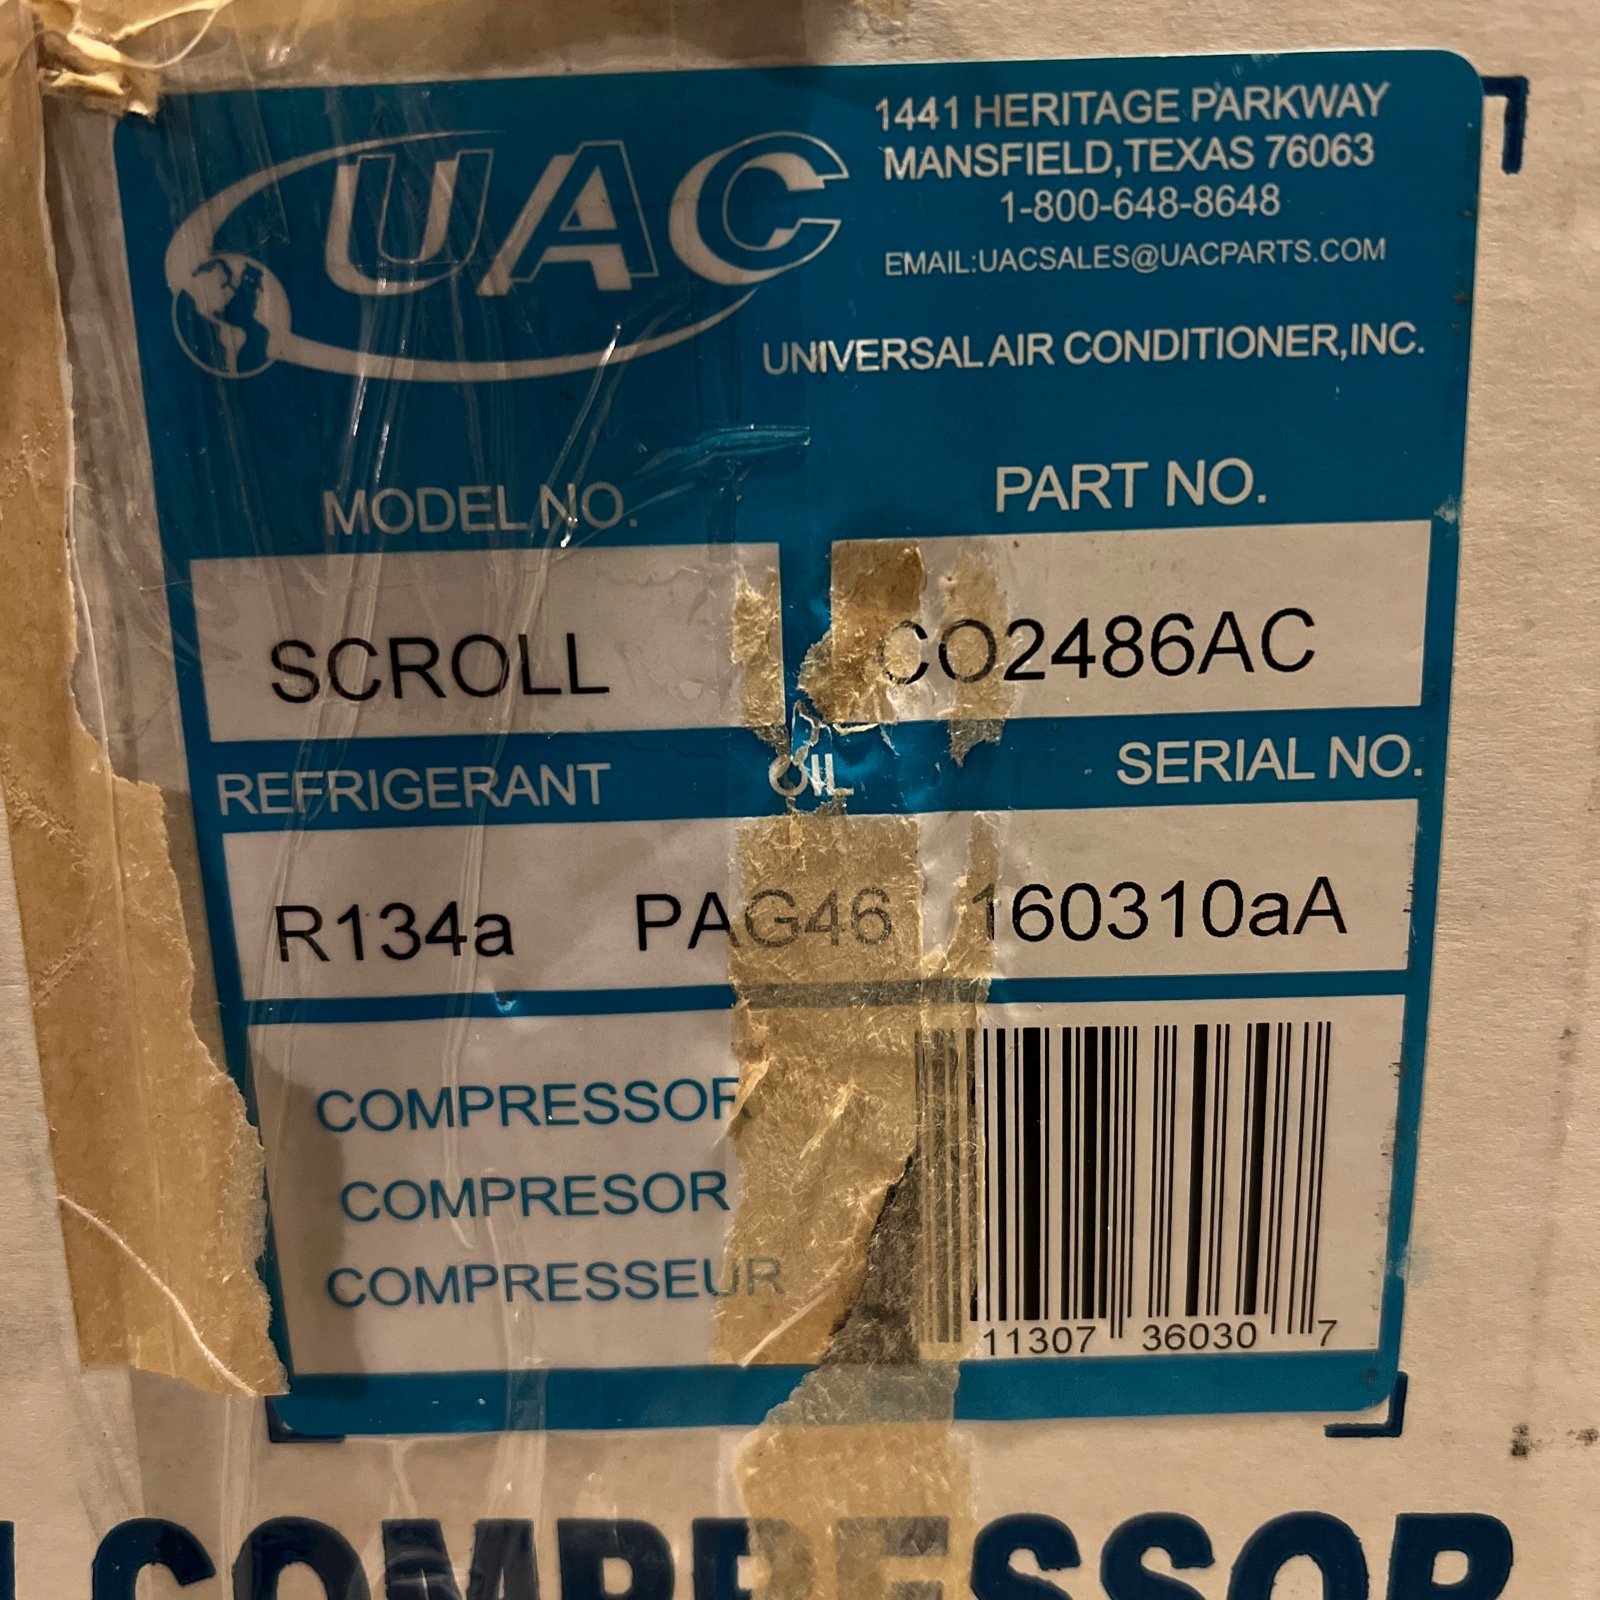 UAC
1441 HERITAGE PARKWAY
MANSFIELD, TEXAS 76063
1-800-648-8648
EMAIL:UACSALES@UACPARTS.COM
UNIVERSAL AIR CONDITIONER,INC.
MODEL NO.
PART NO.
SCROLL
CO2486AC
REFRIGERANT
OIL
SERIAL NO.
R134a
PAG46
160310aA
COMPRESSOR
COMPRESOR
COMPRESSEUR
11307 36030 7
COMPRESSOR